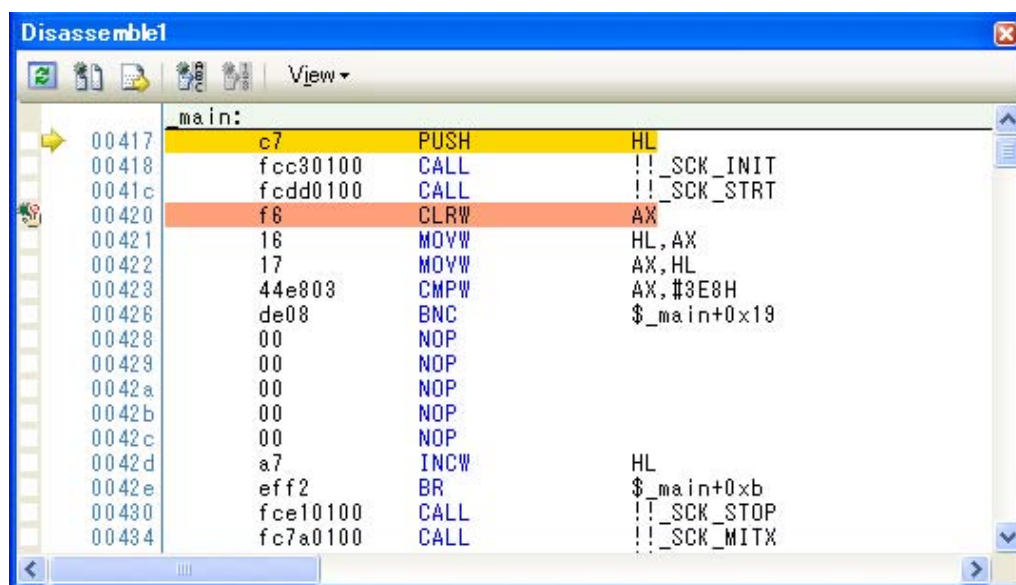 Disassemble1
View
_main:
00417 c7 PUSH HL
00418 fcc30100 CALL !!_SCK_INIT
0041c fcdd0100 CALL !!_SCK_STRT
00420 f6 CLRW AX
00421 16 MOVW HL,AX
00422 17 MOVW AX,HL
00423 44e803 CMPW AX,#3E8H
00426 de08 BNC $_main+0x19
00428 00 NOP
00429 00 NOP
0042a 00 NOP
0042b 00 NOP
0042c 00 NOP
0042d a7 INCW HL
0042e eff2 BR $_main+0xb
00430 fce10100 CALL !!_SCK_STOP
00434 fc7a0100 CALL !!_SCK_MITX